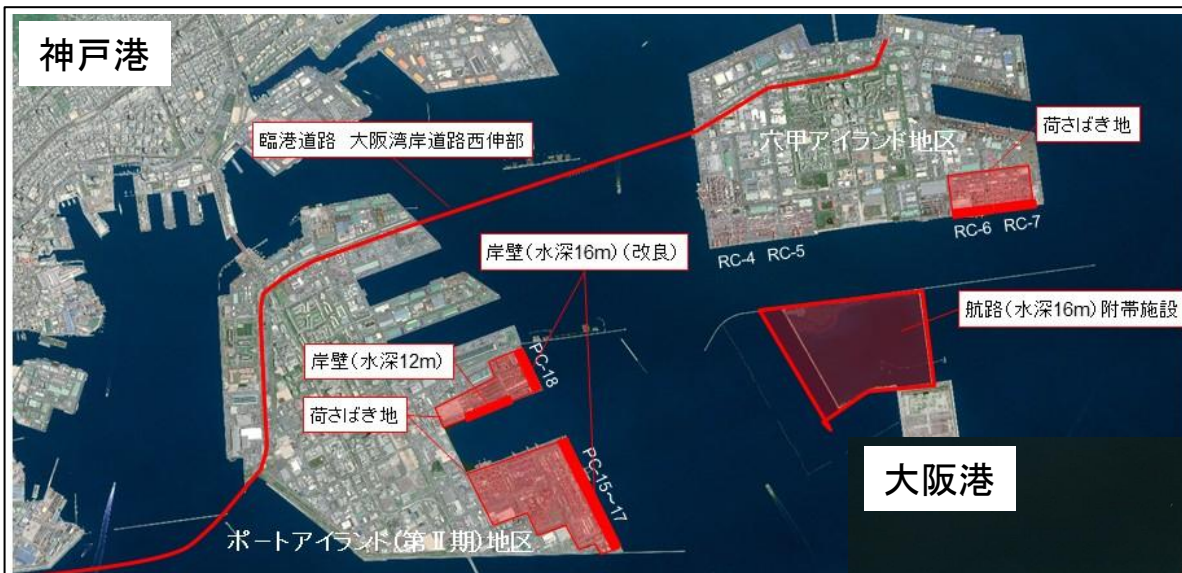 神戸港
臨港道路 大阪湾岸道路西伸部
六甲アイランド地区
荷さばき地
RC-4 RC-5
RC-6 RC-7
岸壁(水深16m)(改良)
航路(水深16m)附帯施設
岸壁(水深12m)
PC-18
荷さばき地
PC-15~17
大阪港
ポートアイランド(第Ⅱ期)地区